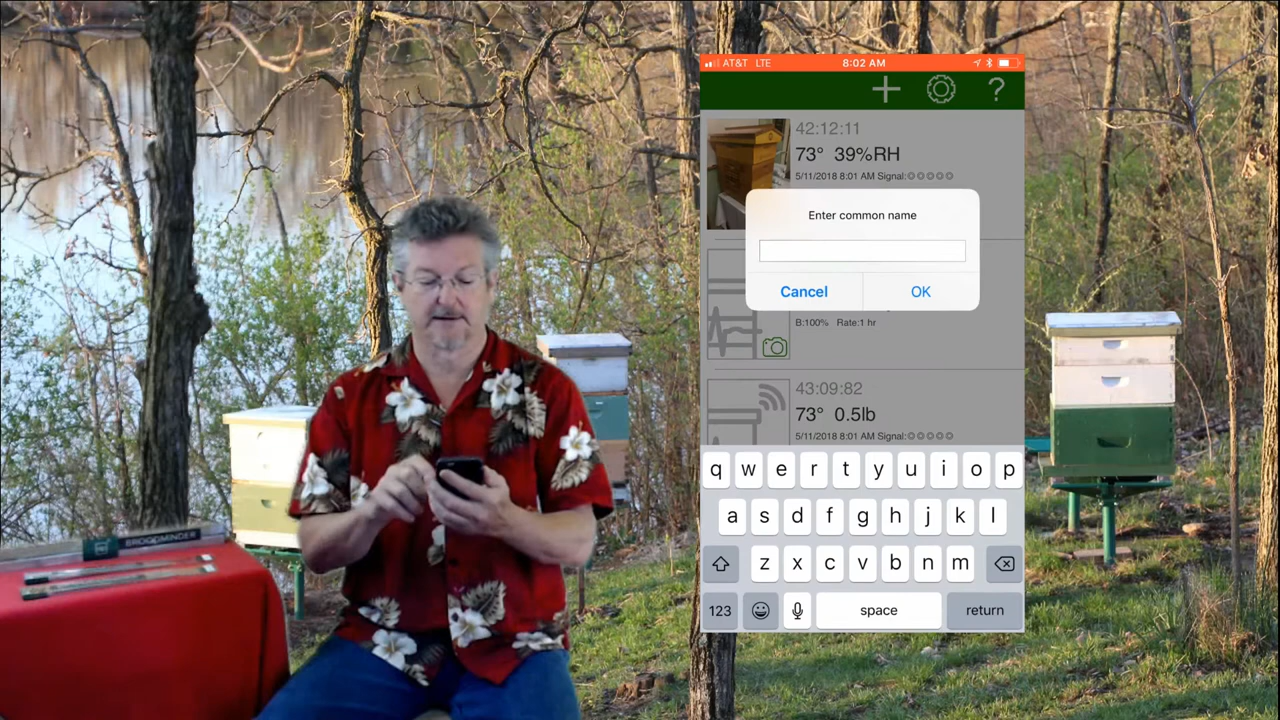 AT&T LTE 8:02 AM
+ ?
42:12:11
73° 39%RH
5/11/2018 8:01 AM Signal:
Enter common name
Cancel OK
B:100% Rate:1 hr
43:09:82
73° 0.5lb
5/11/2018 8:01 AM Signal:
q w e r t y u i o p
a s d f g h j k l
z x c v b n m
123 space return
BROODMINDER